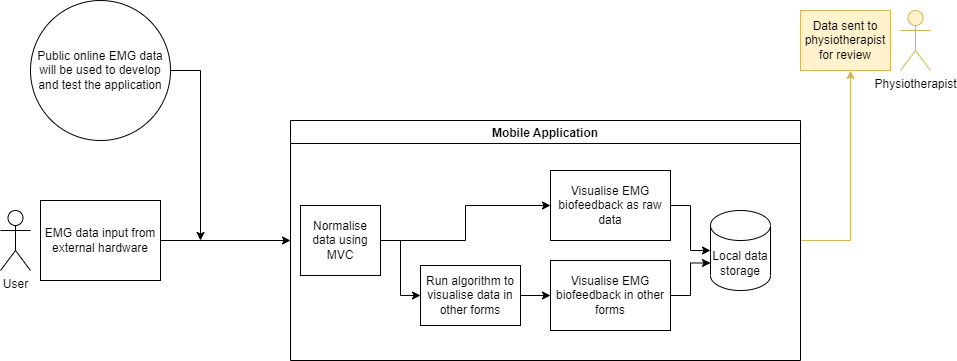 Public online EMG data
will be used to develop
and test the application
Data sent to
physiotherapist
for review
Physiotherapist
Mobile Application
EMG data input from
external hardware
User
Normalise
data using
MVC
Visualise EMG
biofeedback as raw
data
Run algorithm to
visualise data in
other forms
Visualise EMG
biofeedback in other
forms
Local data
storage